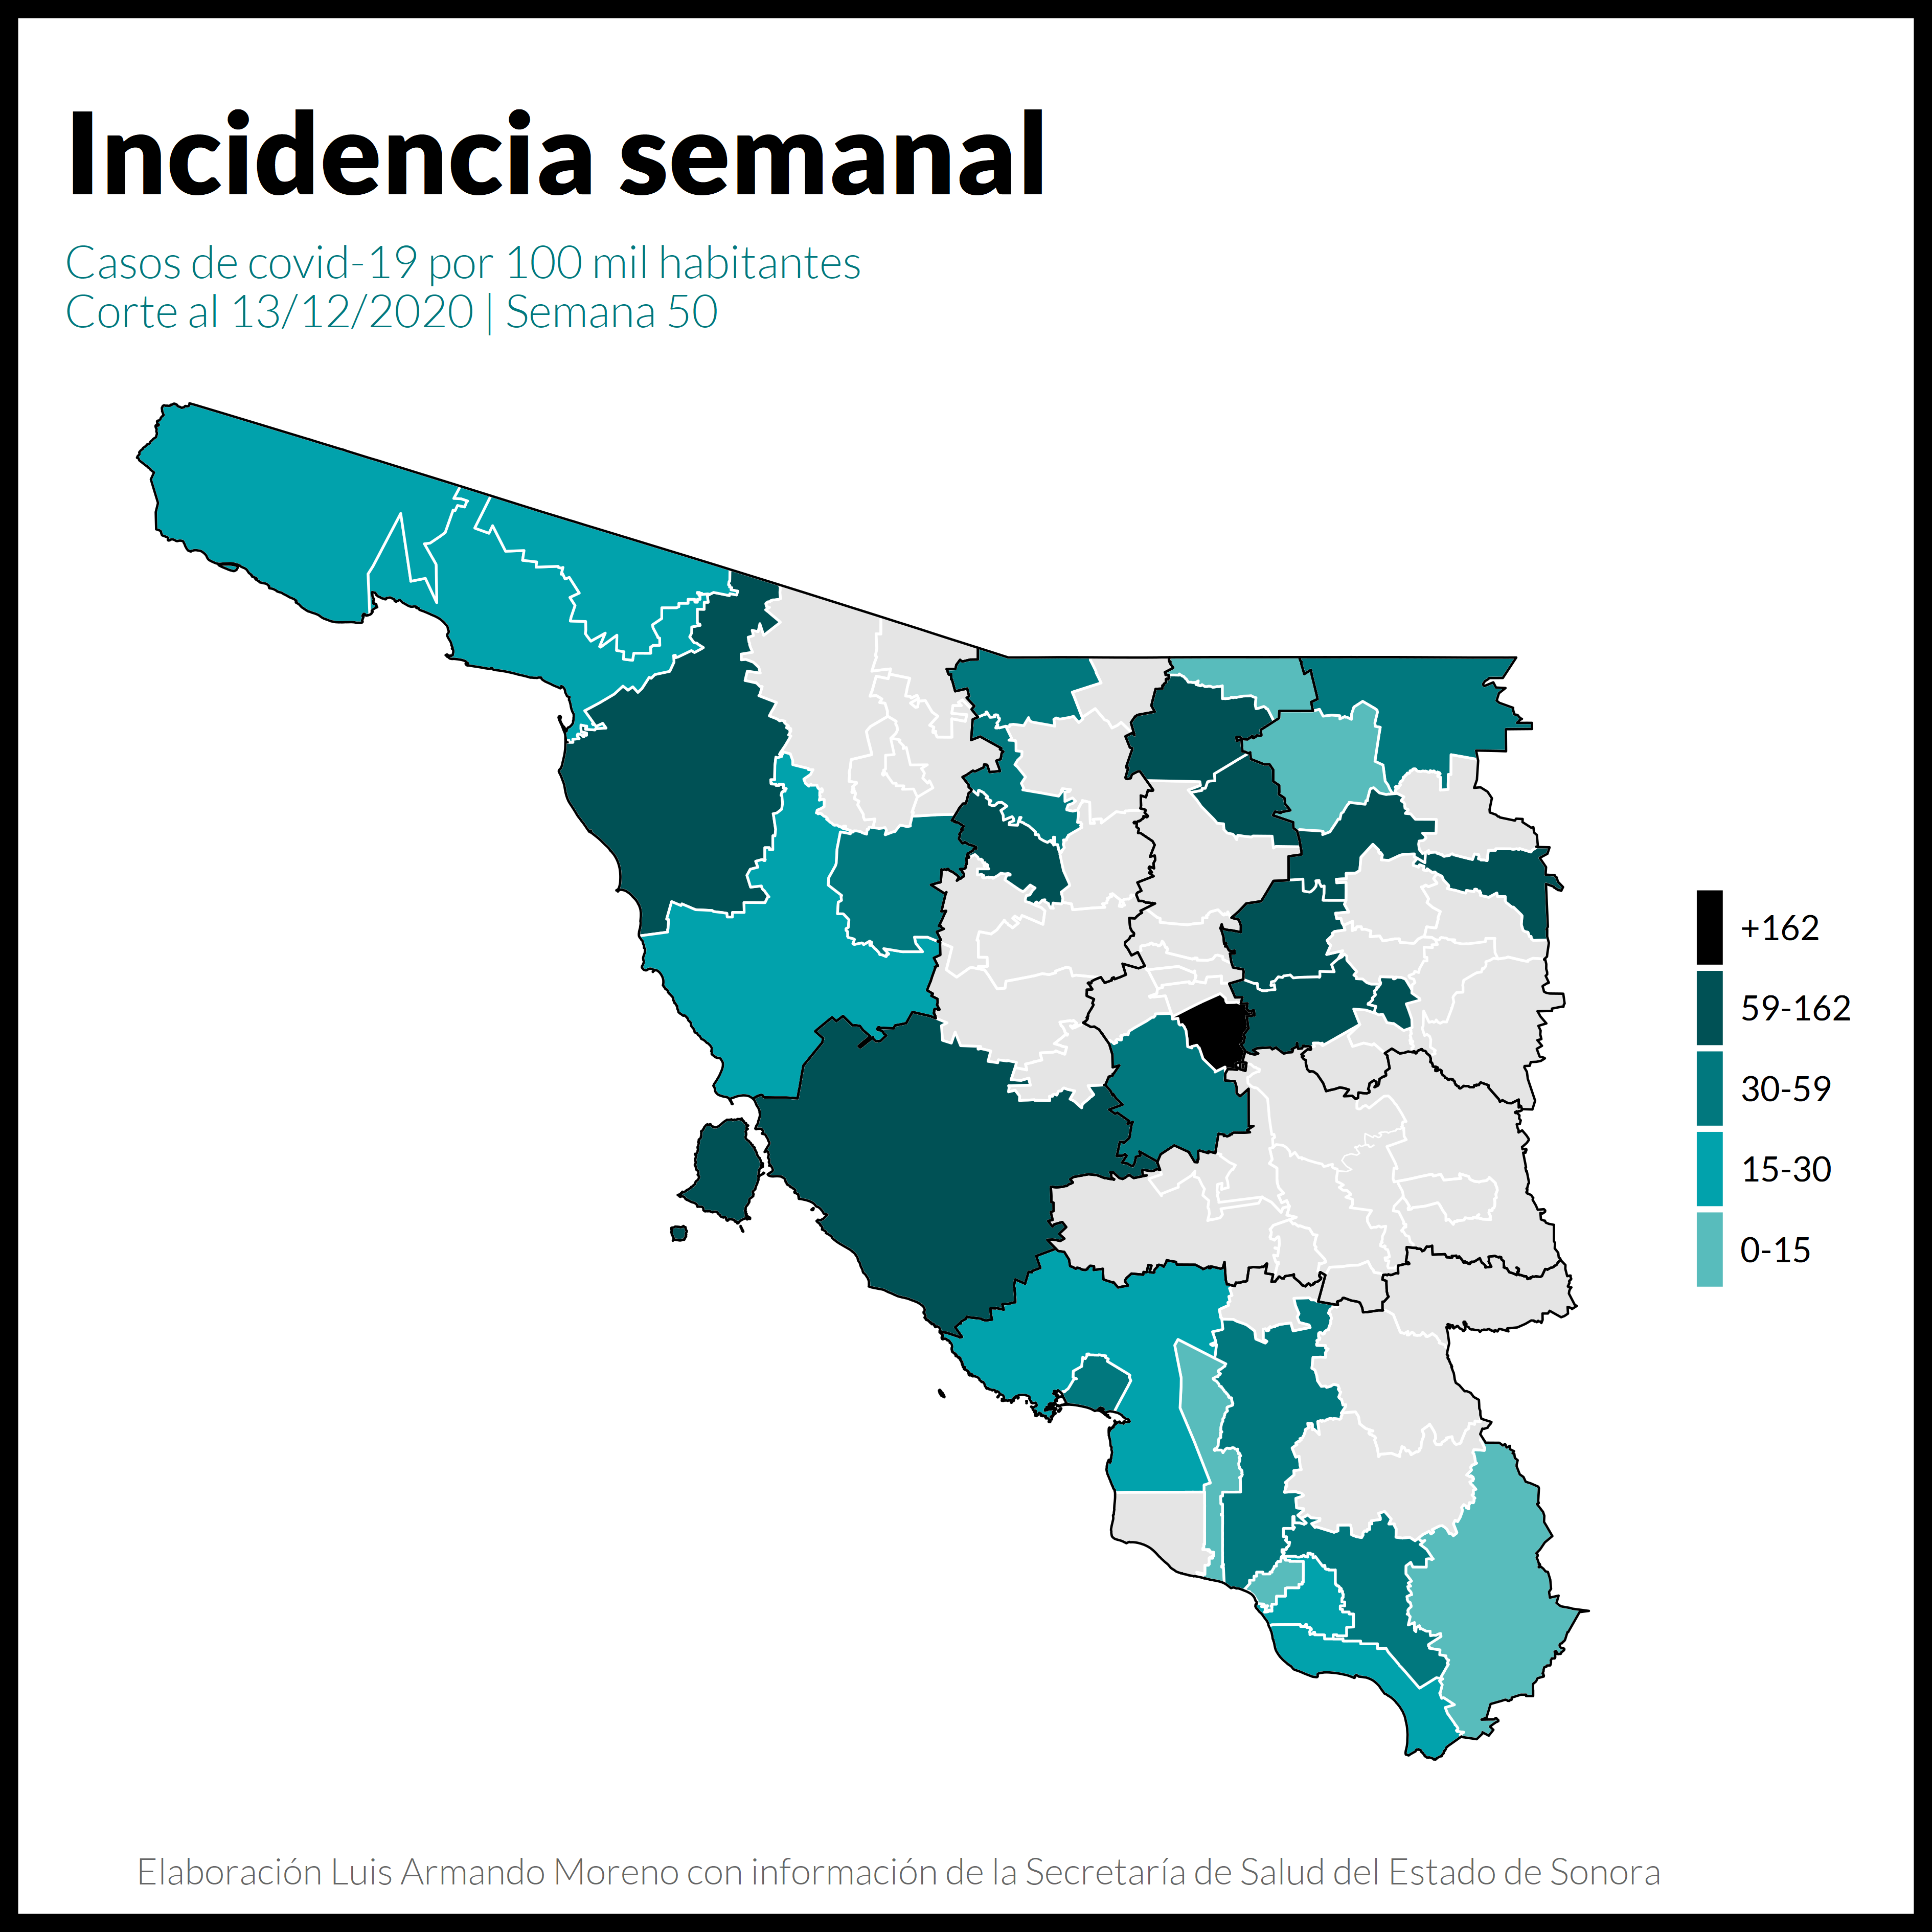 Incidencia semanal
Casos de covid-19 por 100 mil habitantes
Corte al 13/12/2020 | Semana 50
+162
59-162
30-59
15-30
0-15
Elaboración Luis Armando Moreno con información de la Secretaría de Salud del Estado de Sonora